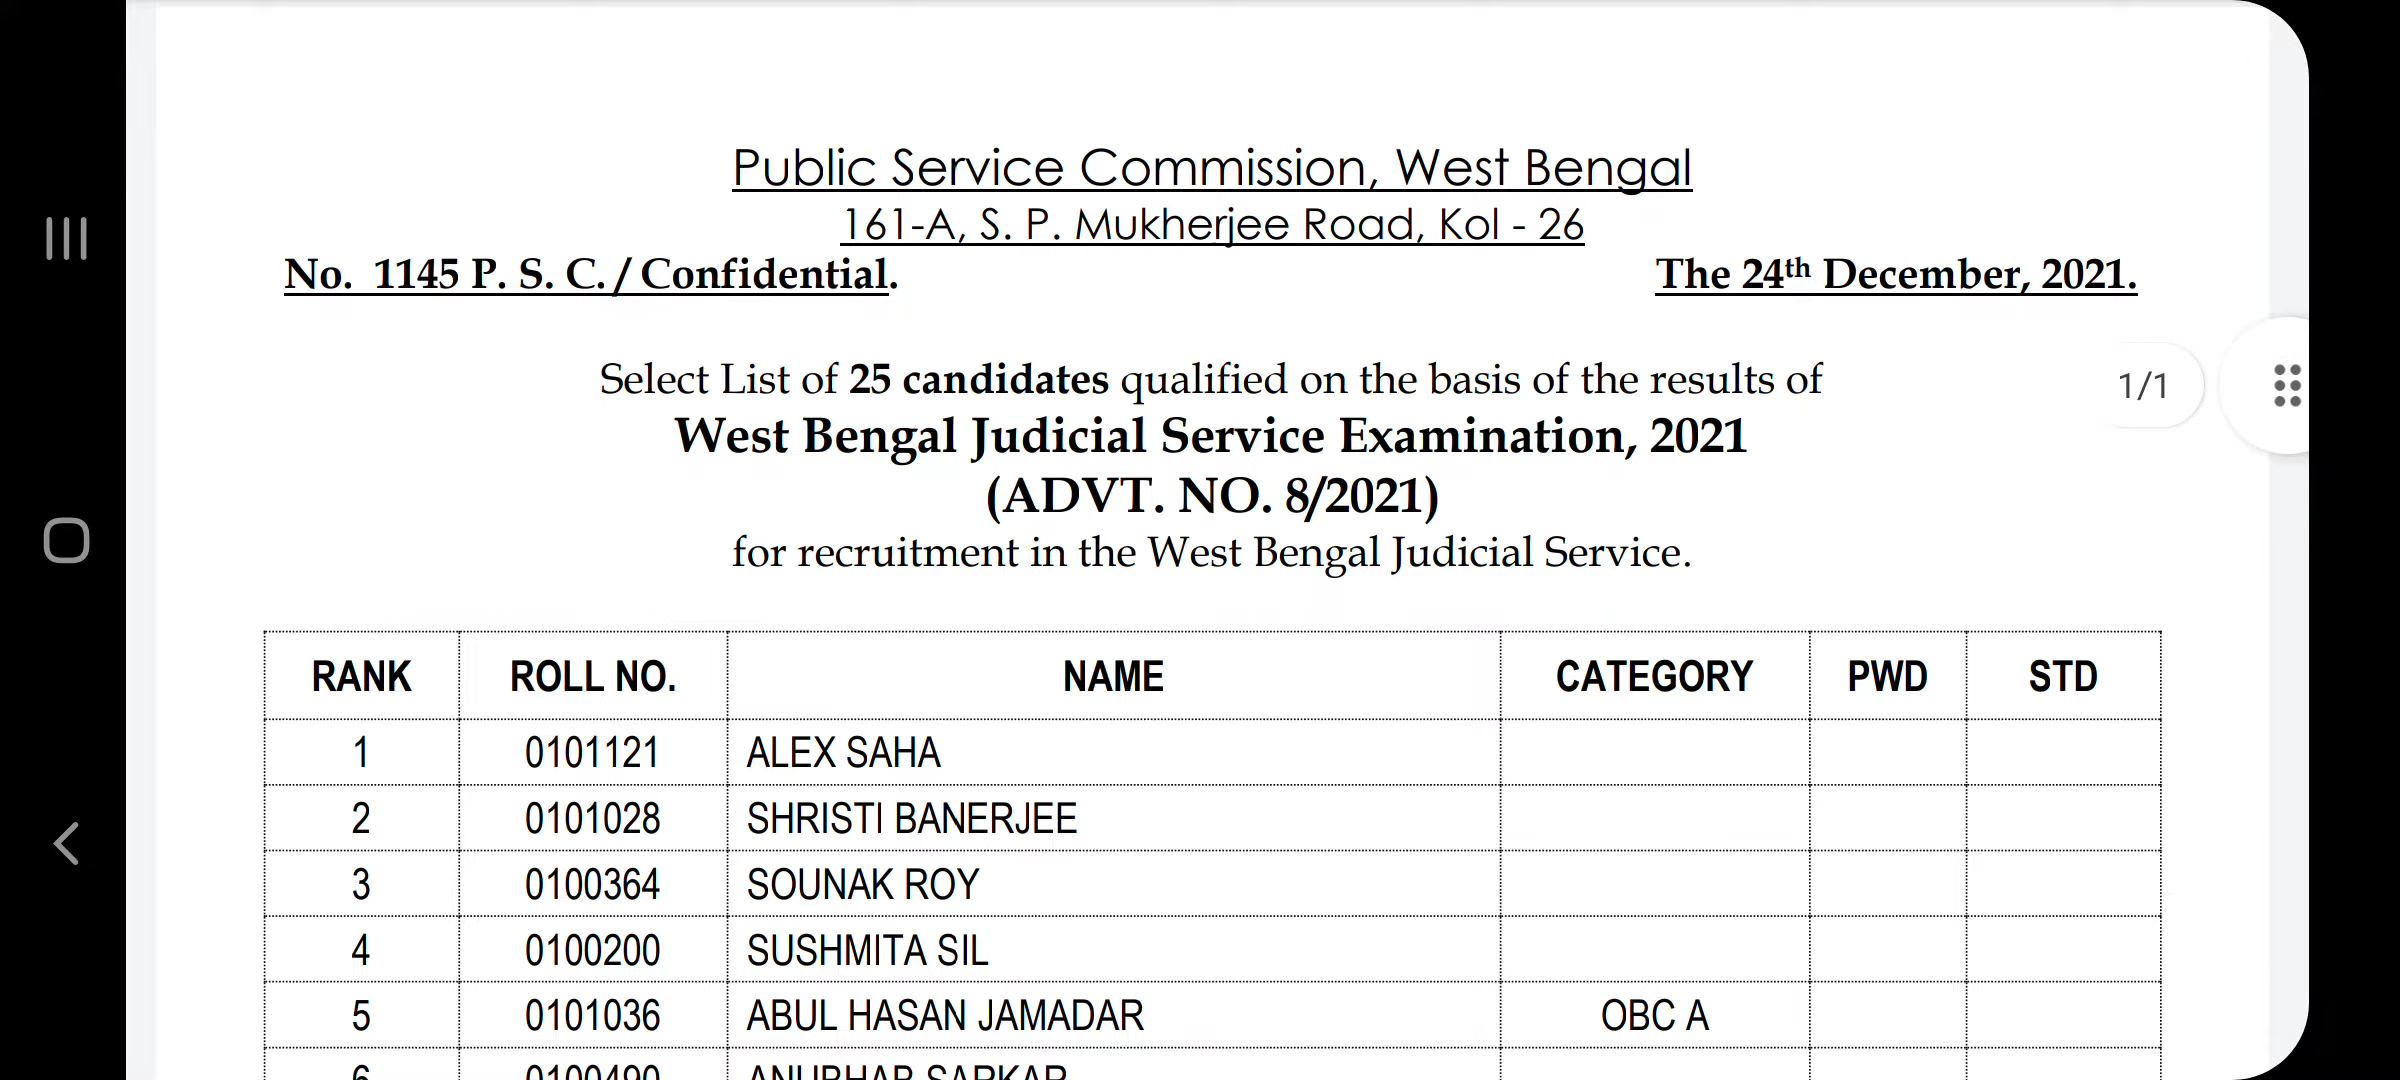 Public Service Commission, West Bengal
161-A, S. P. Mukherjee Road, Kol - 26
No. 1145 P. S. C. / Confidential. The 24th December, 2021.
Select List of 25 candidates qualified on the basis of the results of
1/1
West Bengal Judicial Service Examination, 2021
(ADVT. NO. 8/2021)
for recruitment in the West Bengal Judicial Service.
RANK ROLL NO. NAME CATEGORY PWD STD
1 0101121 ALEX SAHA
2 0101028 SHRISTI BANERJEE
3 0100364 SOUNAK ROY
4 0100200 SUSHMITA SIL
5 0101036 ABUL HASAN JAMADAR OBC A
6 0100490 SARKAR